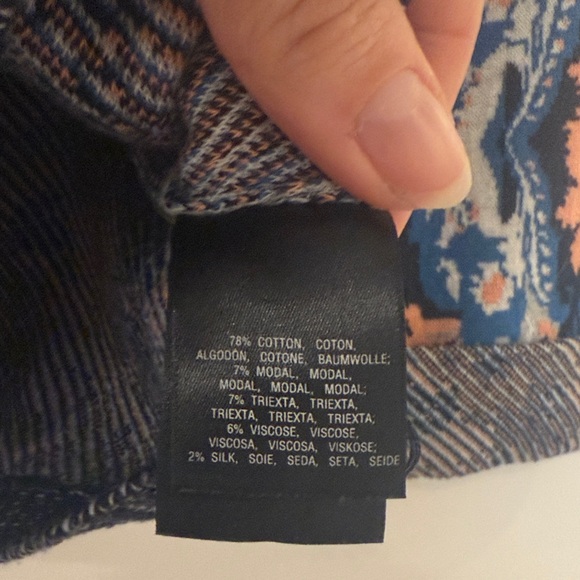 78% COTTON, COTON,
ALGODÓN, COTONE, BAUMWOLLE;
7% MODAL, MODAL,
MODAL, MODAL, MODAL;
7% TRIEXTA, TRIEXTA,
TRIEXTA, TRIEXTA, TRIEXTA;
6% VISCOSE, VISCOSE,
VISCOSA, VISCOSA, VISKOSE;
2% SILK, SOIE, SEDA, SETA, SEIDE